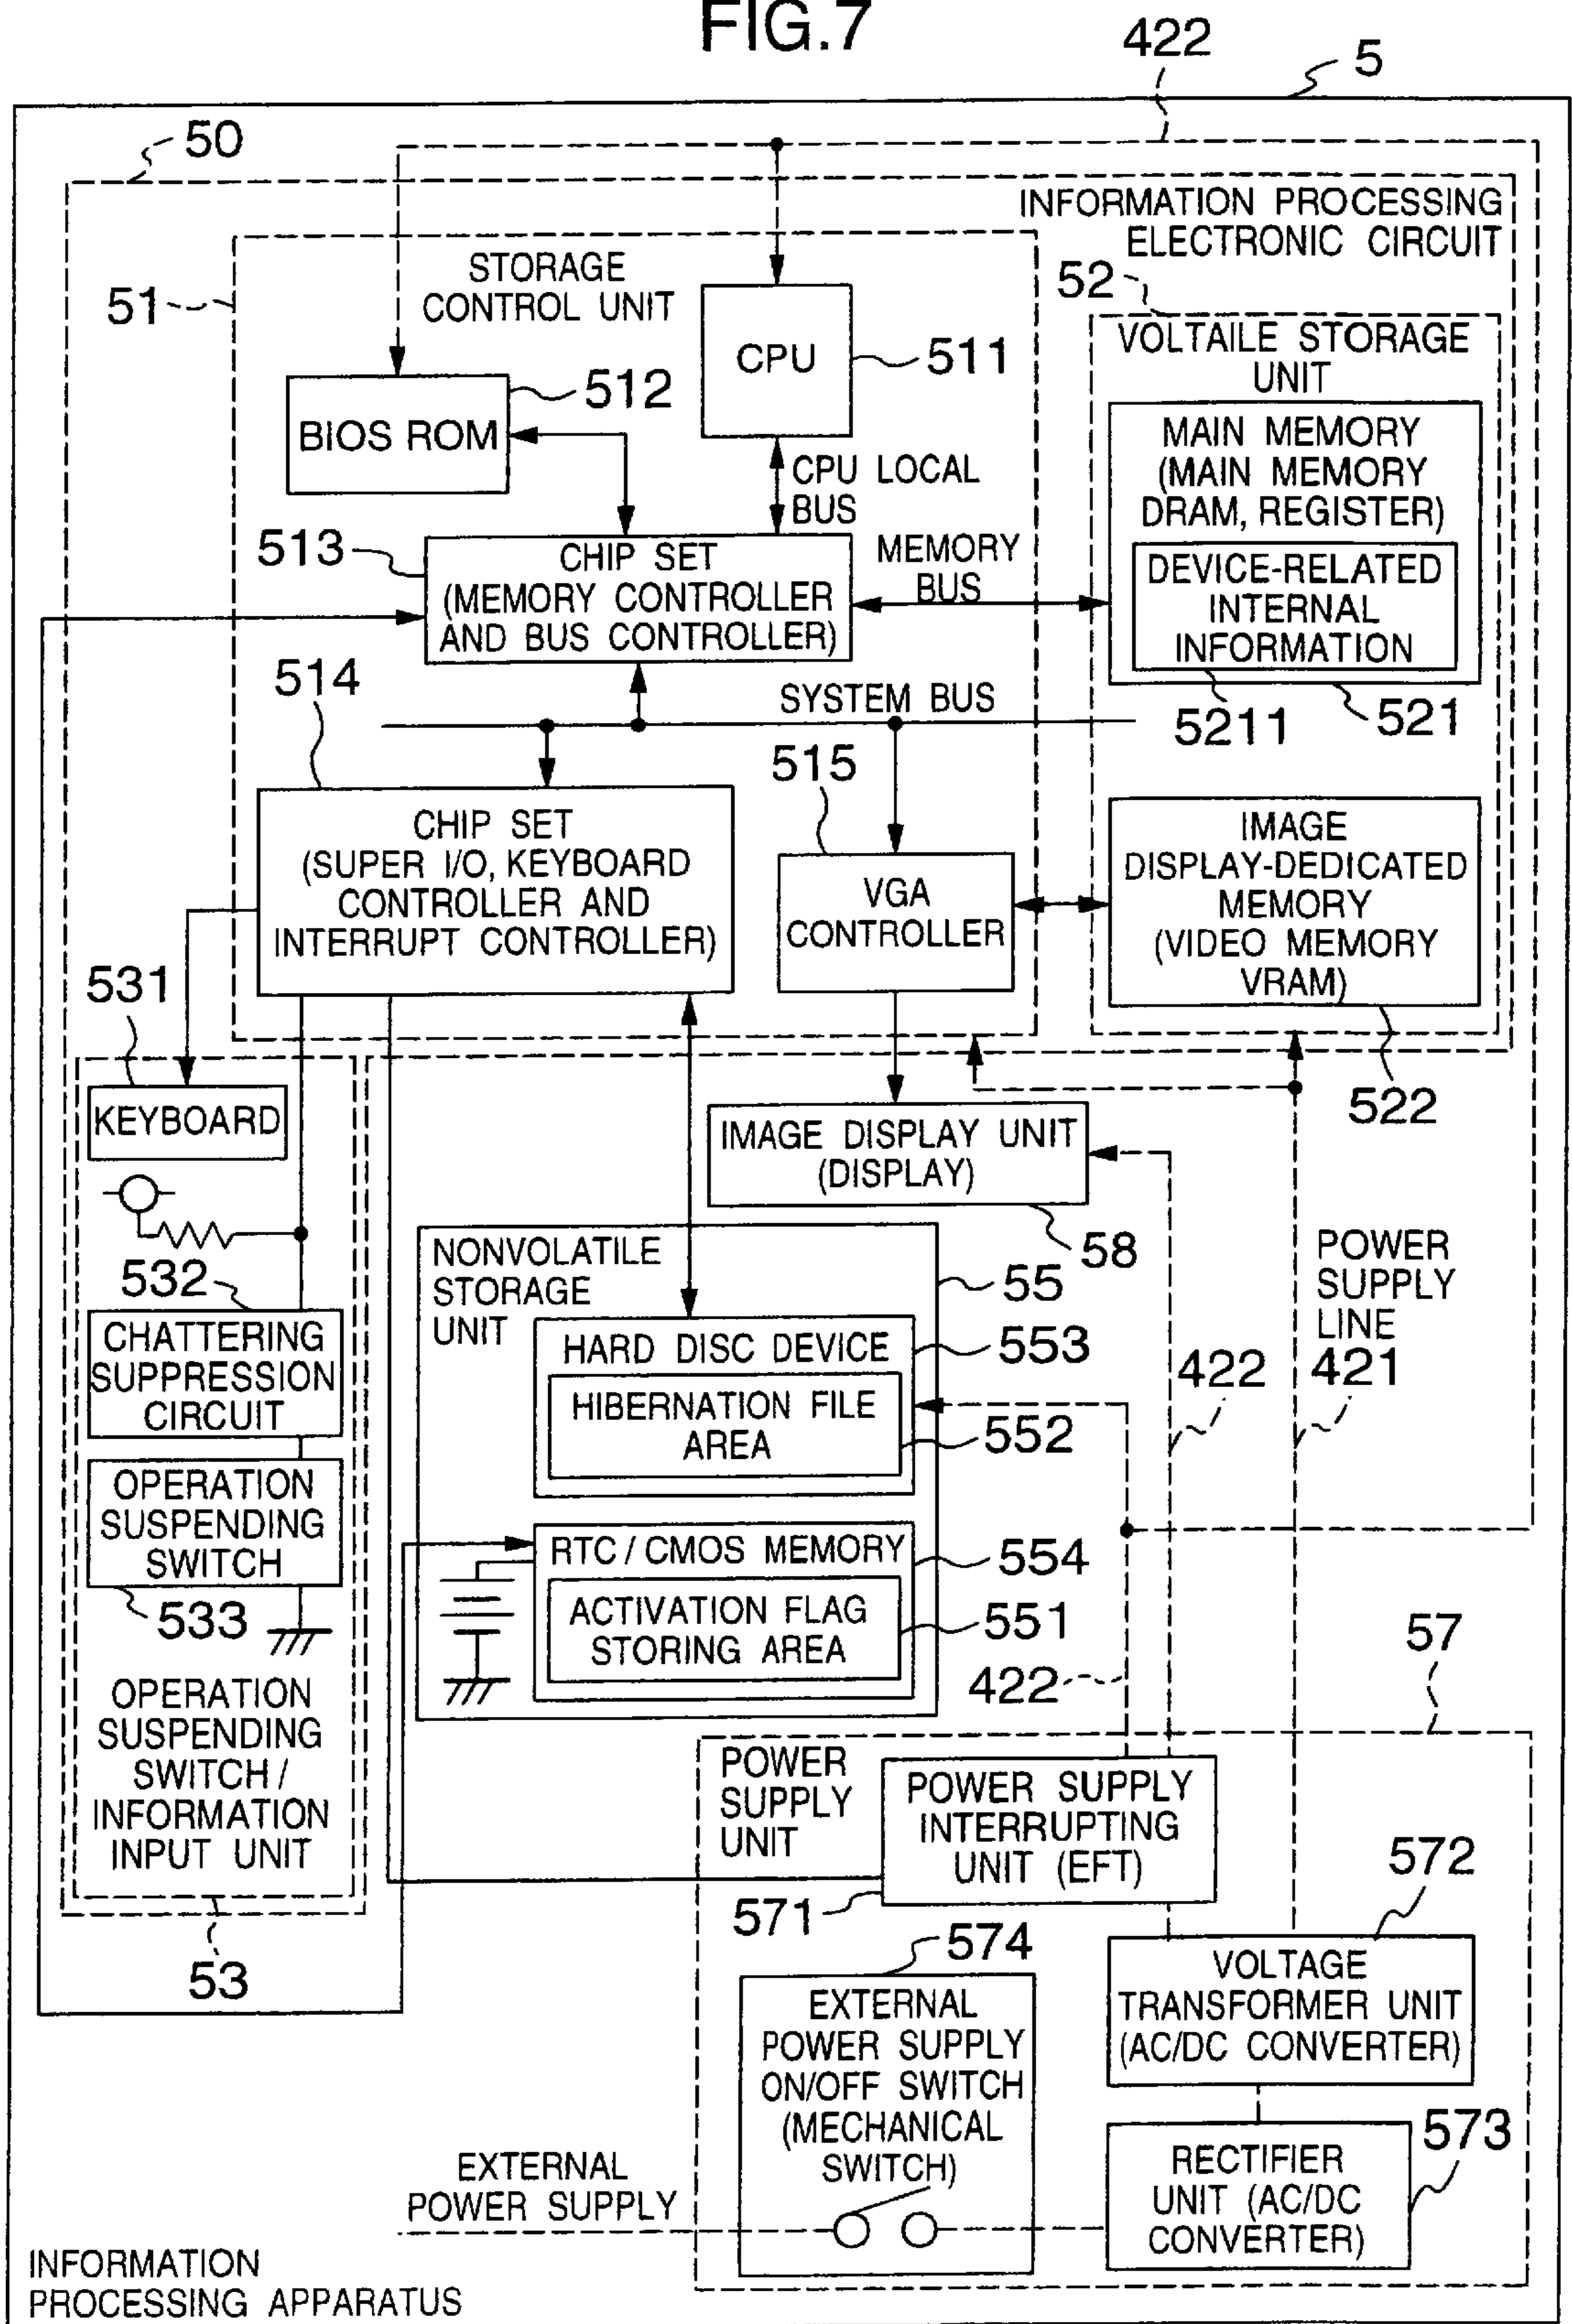 FIG.7
422
5
50
INFORMATION PROCESSING
ELECTRONIC CIRCUIT
STORAGE
CONTROL UNIT
51
52
CPU
511
VOLTAILE STORAGE
UNIT
512
BIOS ROM
MAIN MEMORY
(MAIN MEMORY
DRAM, REGISTER)
CPU LOCAL
BUS
513
CHIP SET
(MEMORY CONTROLLER
AND BUS CONTROLLER)
MEMORY
BUS
DEVICE-RELATED
INTERNAL
INFORMATION
514
SYSTEM BUS
5211
521
515
CHIP SET
(SUPER I/O, KEYBOARD
CONTROLLER AND
INTERRUPT CONTROLLER)
VGA
CONTROLLER
IMAGE
DISPLAY-DEDICATED
MEMORY
(VIDEO MEMORY
VRAM)
531
KEYBOARD
522
IMAGE DISPLAY UNIT
(DISPLAY)
58
532
NONVOLATILE
STORAGE
UNIT
55
POWER
SUPPLY
LINE
421
CHATTERING
SUPPRESSION
CIRCUIT
HARD DISC DEVICE
553
422
HIBERNATION FILE
AREA
552
OPERATION
SUSPENDING
SWITCH
533
RTC/CMOS MEMORY
554
ACTIVATION FLAG
STORING AREA
551
422
57
OPERATION
SUSPENDING
SWITCH/
INFORMATION
INPUT UNIT
53
POWER
SUPPLY
UNIT
POWER SUPPLY
INTERRUPTING
UNIT (EFT)
571
572
574
EXTERNAL
POWER SUPPLY
ON/OFF SWITCH
(MECHANICAL
SWITCH)
VOLTAGE
TRANSFORMER UNIT
(AC/DC CONVERTER)
573
RECTIFIER
UNIT (AC/DC
CONVERTER)
EXTERNAL
POWER SUPPLY
INFORMATION
PROCESSING APPARATUS